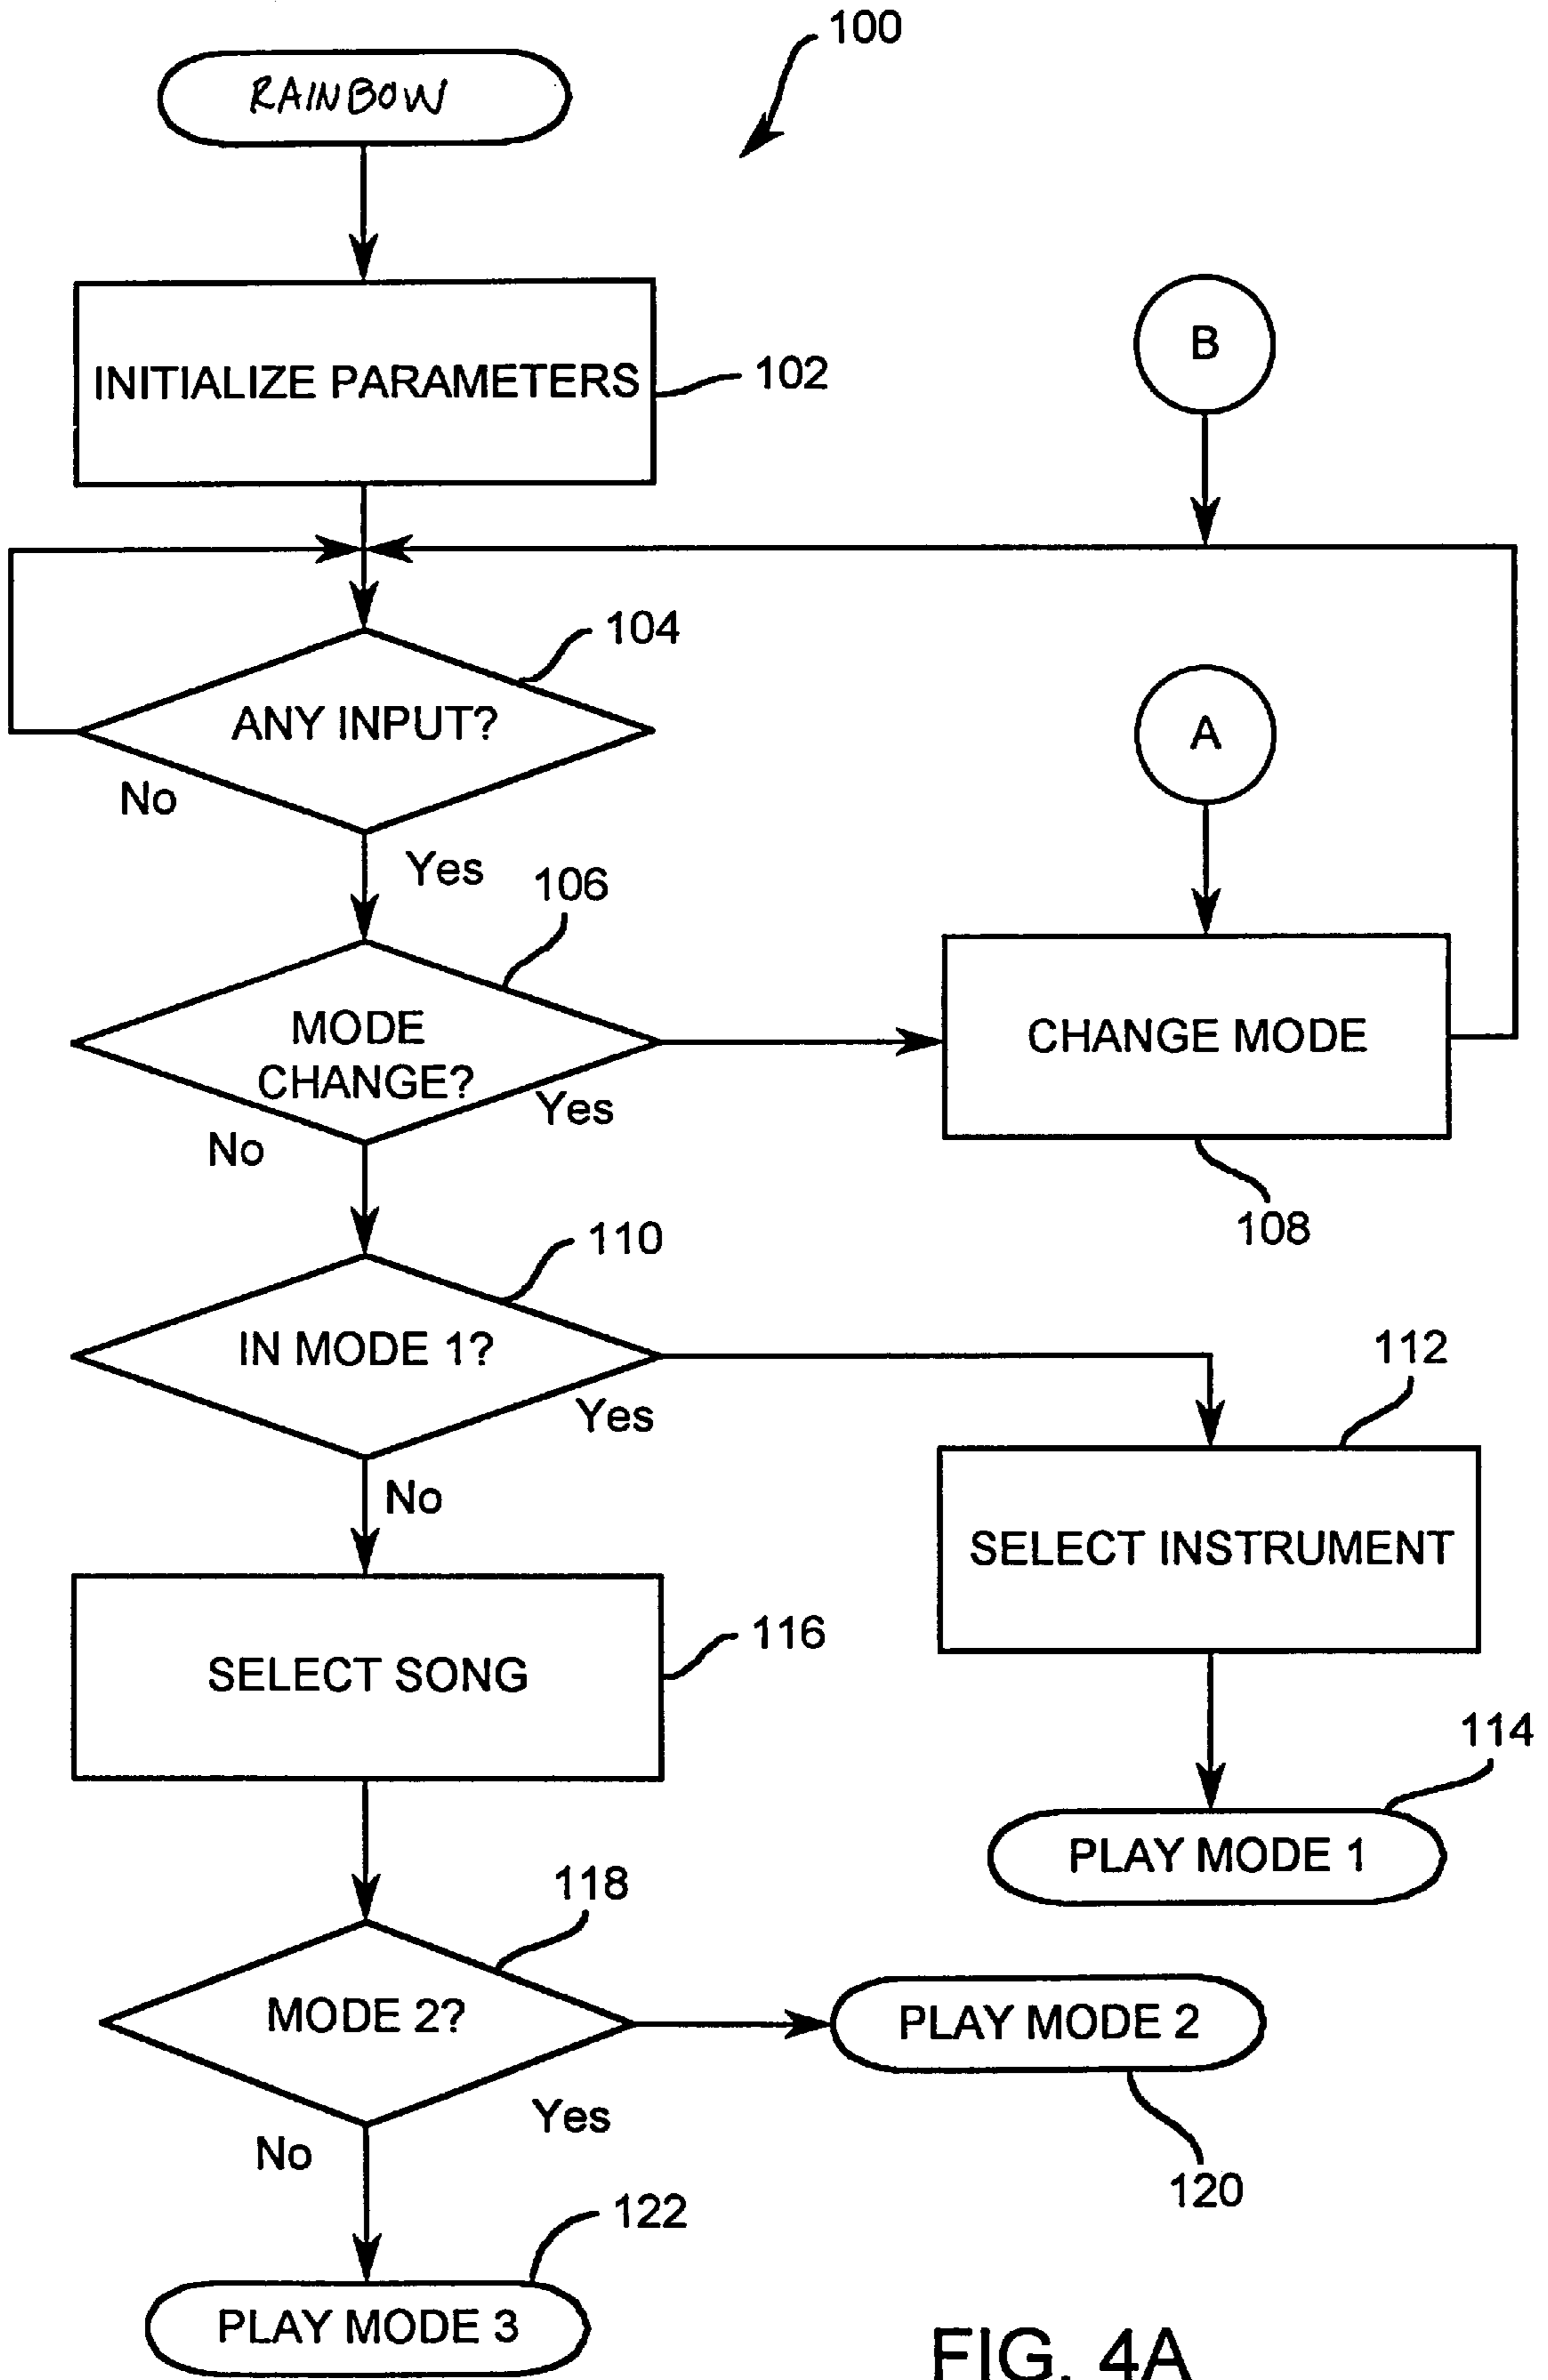 100
RAINBOW
INITIALIZE PARAMETERS
102
B
104
ANY INPUT?
No
Yes
A
106
MODE
CHANGE?
Yes
No
CHANGE MODE
108
110
IN MODE 1?
Yes
No
112
SELECT INSTRUMENT
116
SELECT SONG
114
PLAY MODE 1
118
MODE 2?
Yes
No
PLAY MODE 2
120
122
PLAY MODE 3
FIG. 4A